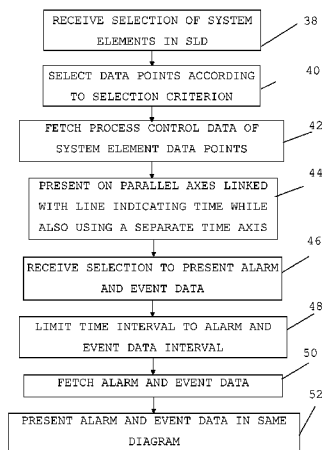 RECEIVE SELECTION OF SYSTEM
ELEMENTS IN SLD
38
SELECT DATA POINTS ACCORDING
TO SELECTION CRITERION
40
FETCH PROCESS CONTROL DATA OF
SYSTEM ELEMENT DATA POINTS
42
PRESENT ON PARALLEL AXES LINKED
WITH LINE INDICATING TIME WHILE
ALSO USING A SEPARATE TIME AXIS
44
RECEIVE SELECTION TO PRESENT ALARM
AND EVENT DATA
46
LIMIT TIME INTERVAL TO ALARM AND
EVENT DATA INTERVAL
48
FETCH ALARM AND EVENT DATA
50
PRESENT ALARM AND EVENT DATA IN SAME
DIAGRAM
52